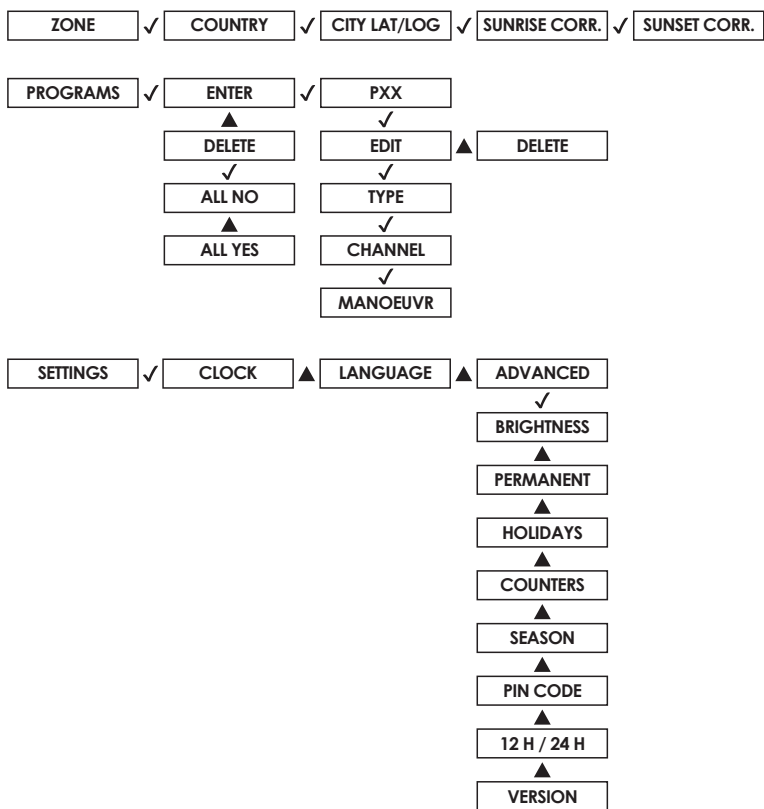 ZONE ✓ COUNTRY ✓ CITY LAT/LOG ✓ SUNRISE CORR. ✓ SUNSET CORR.
PROGRAMS ✓ ENTER ✓ PXX
▲ ✓
DELETE EDIT ▲ DELETE
✓ ✓
ALL NO TYPE
▲ ✓
ALL YES CHANNEL
✓
MANOEUVR
SETTINGS ✓ CLOCK ▲ LANGUAGE ▲ ADVANCED
✓
BRIGHTNESS
▲
PERMANENT
▲
HOLIDAYS
▲
COUNTERS
▲
SEASON
▲
PIN CODE
▲
12 H / 24 H
▲
VERSION